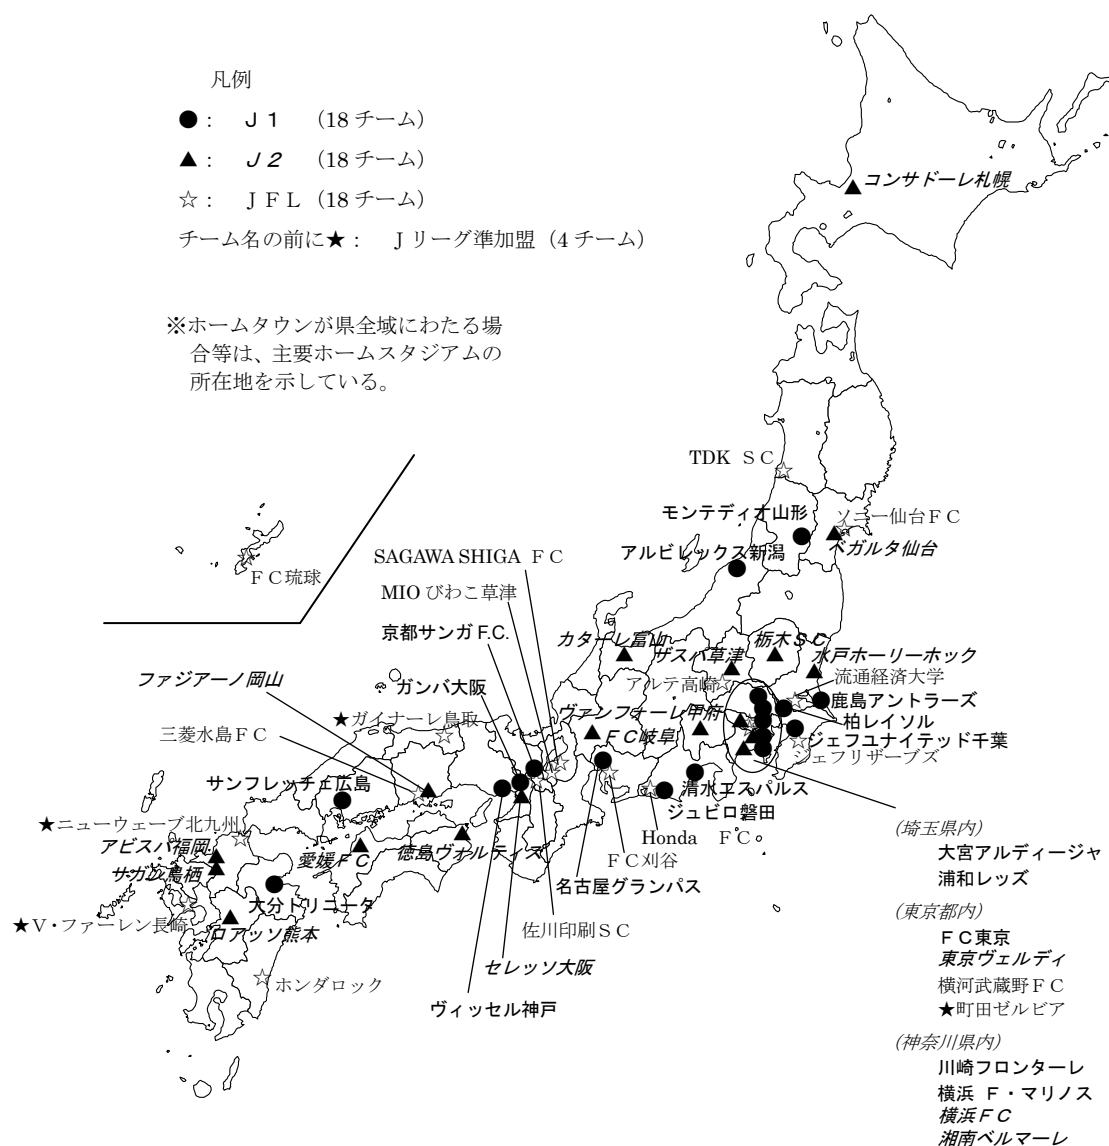 凡例
●： Ｊ１ （18 チーム）
▲： Ｊ２ （18 チーム）
☆： ＪＦＬ （18 チーム）
チーム名の前に★： Ｊリーグ準加盟（4 チーム）
※ホームタウンが県全域にわたる場
合等は、主要ホームスタジアムの
所在地を示している。
コンサドーレ札幌
TDK ＳＣ
モンテディオ山形
ソニー仙台ＦＣ
ベガルタ仙台
アルビレックス新潟
SAGAWA SHIGA ＦＣ
ＦＣ琉球
MIO びわこ草津
京都サンガ F.C.
カターレ富山
ザスパ草津
栃木ＳＣ
水戸ホーリーホック
流通経済大学
ファジアーノ岡山
ガンバ大阪
アルテ高崎
鹿島アントラーズ
★ガイナーレ鳥取
ヴァンフォーレ甲府
柏レイソル
三菱水島ＦＣ
ＦＣ岐阜
ジェフユナイテッド千葉
ジェフリザーブズ
サンフレッチェ広島
清水エスパルス
ジュビロ磐田
★ニューウェーブ北九州
Honda ＦＣ
アビスパ福岡
愛媛ＦＣ
徳島ヴォルティス
ＦＣ刈谷
サガン鳥栖
名古屋グランパス
大分トリニータ
★Ｖ・ファーレン長崎
ロアッソ熊本
佐川印刷ＳＣ
セレッソ大阪
ホンダロック
ヴィッセル神戸
(埼玉県内)
大宮アルディージャ
浦和レッズ
(東京都内)
ＦＣ東京
東京ヴェルディ
横河武蔵野ＦＣ
★町田ゼルビア
(神奈川県内)
川崎フロンターレ
横浜 Ｆ・マリノス
横浜ＦＣ
湘南ベルマーレ